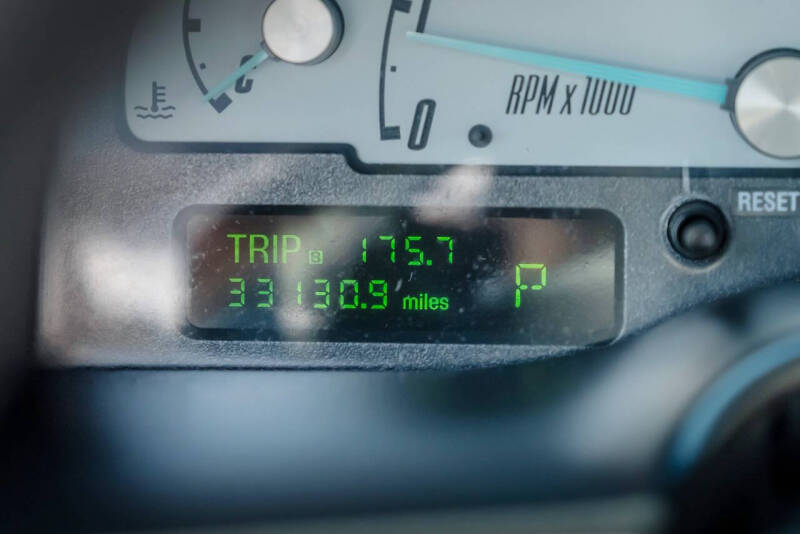 C
0
RPM x 1000
RESET
TRIP B 175.7
33130.9 miles
P